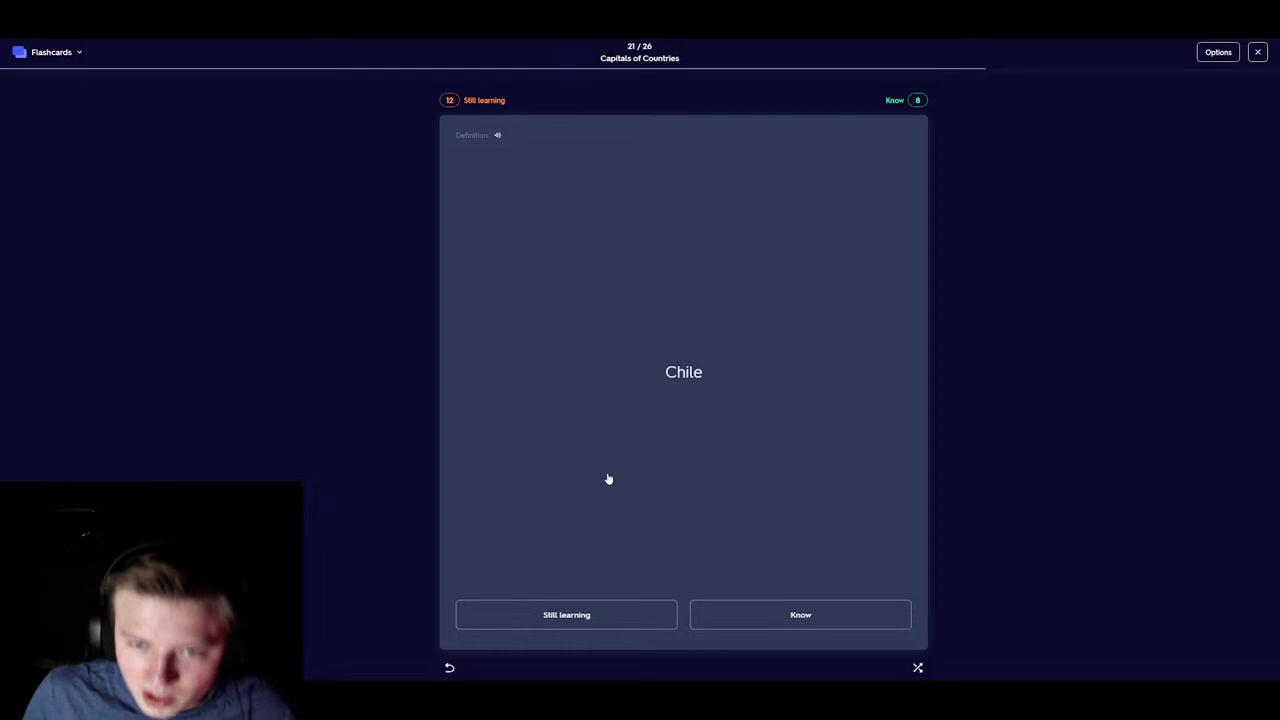 Flashcards
21 / 26
Capitals of Countries
Options
12 Still learning
Know 8
Definition
Chile
Still learning
Know